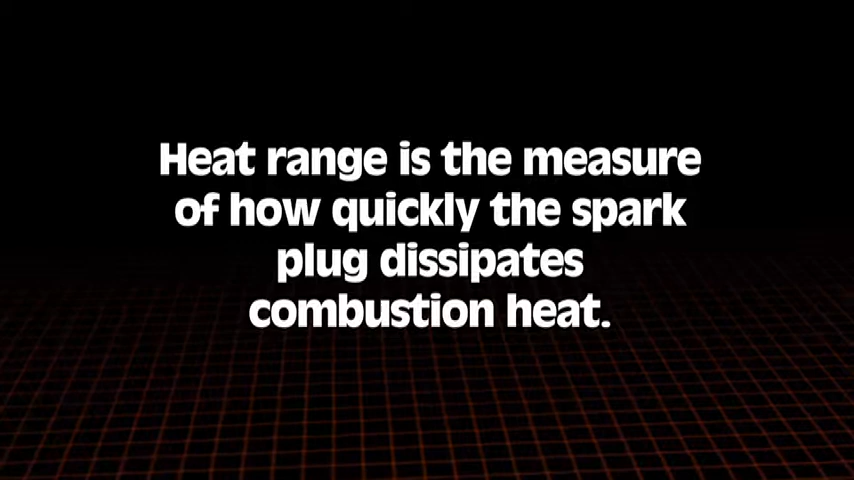 Heat range is the measure
of how quickly the spark
plug dissipates
combustion heat.